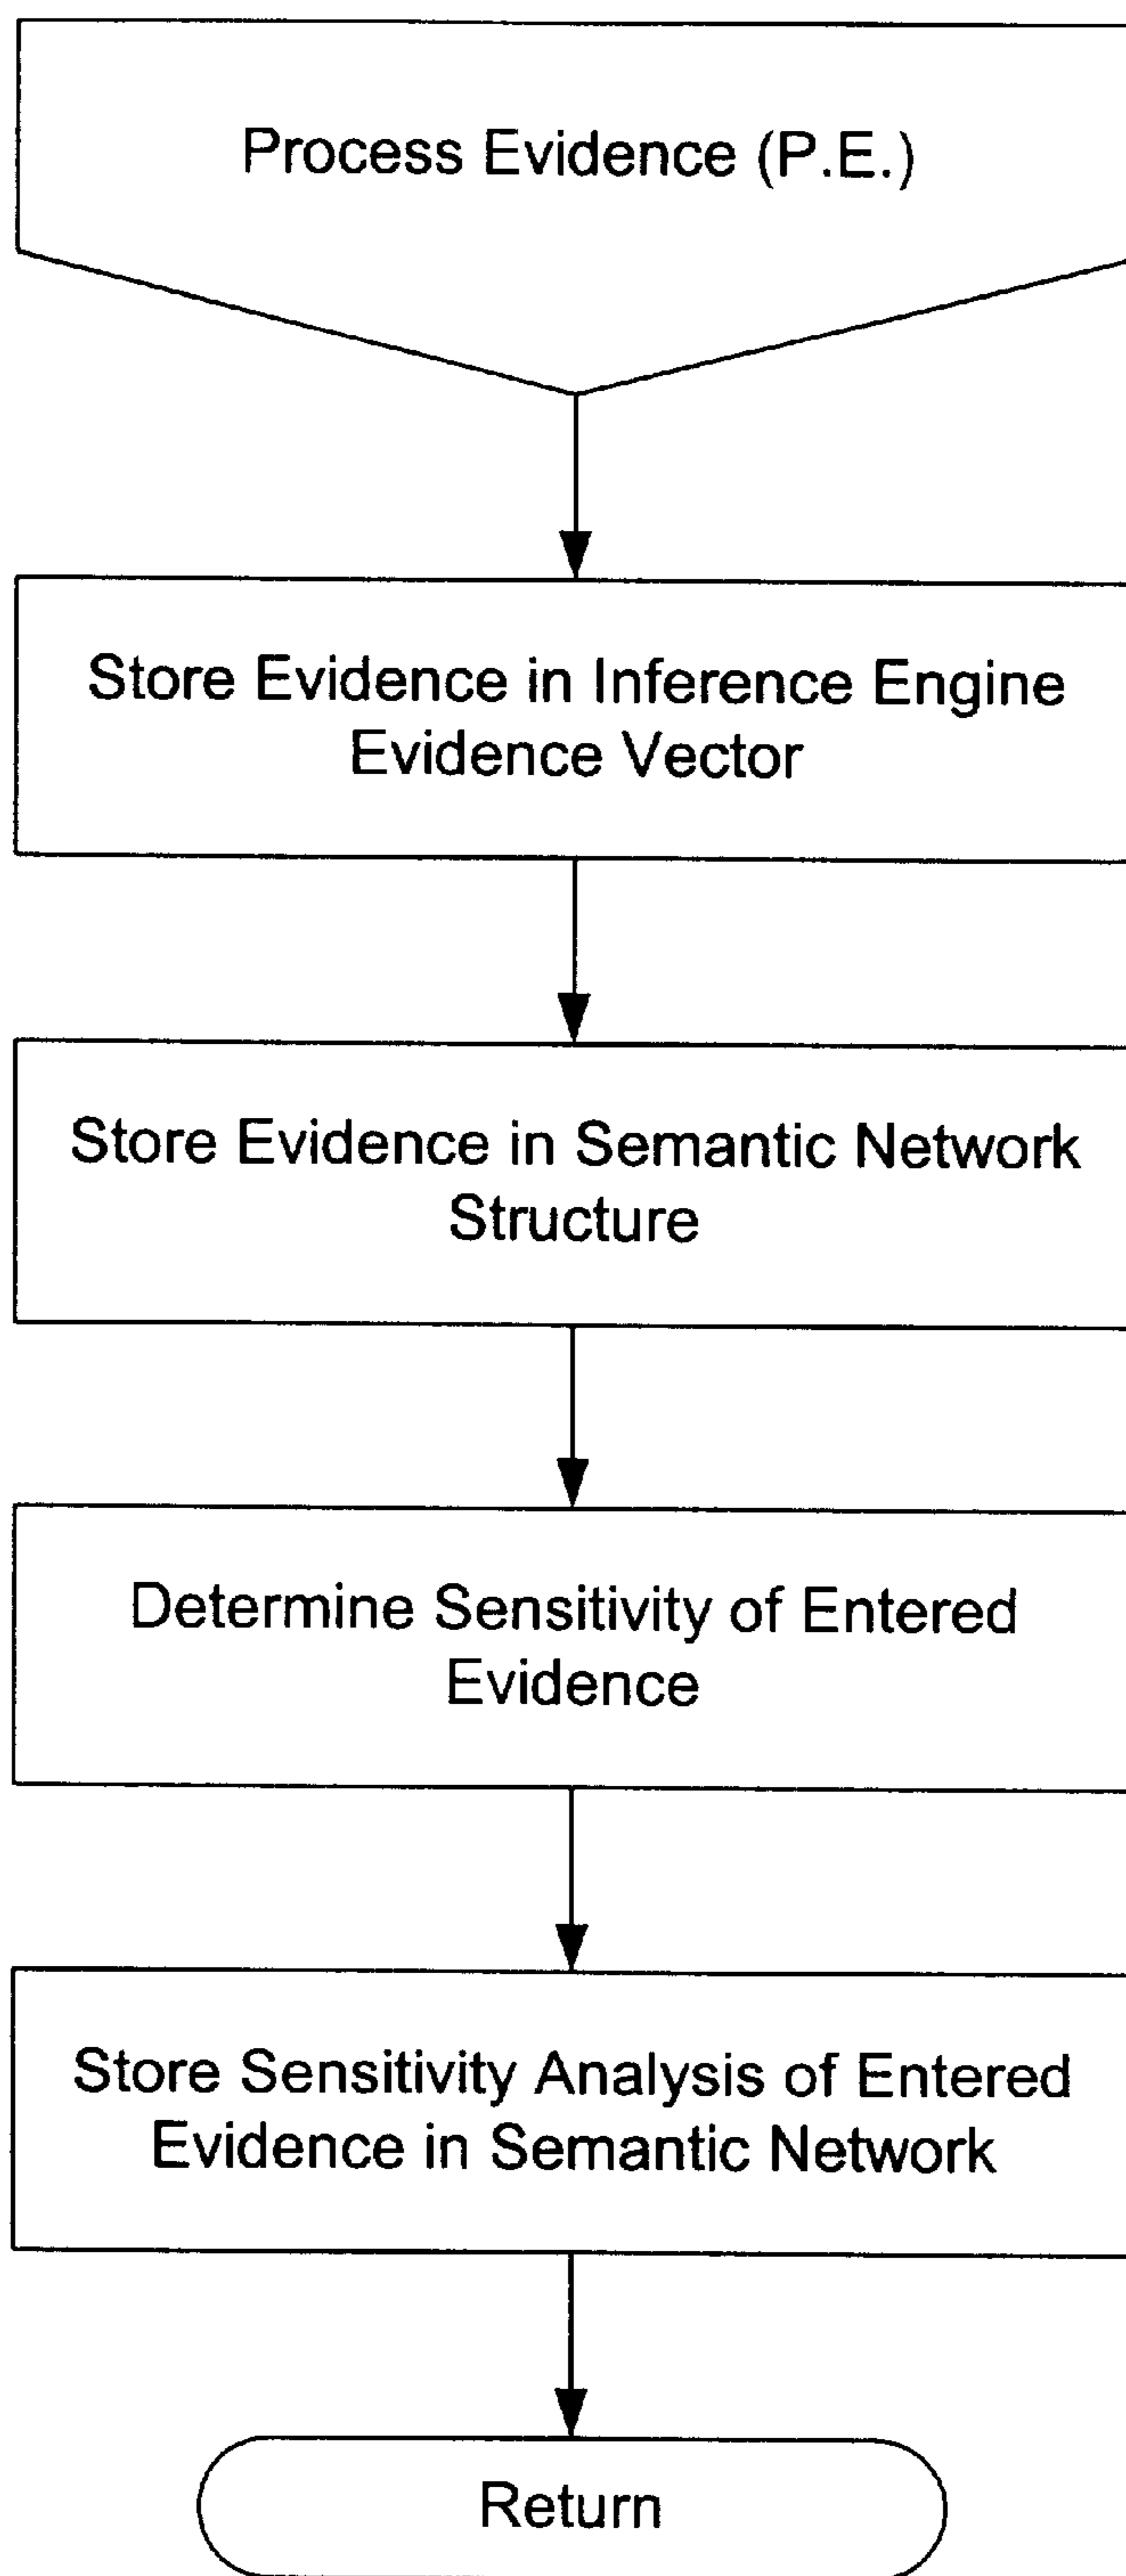 Process Evidence (P.E.)
Store Evidence in Inference Engine
Evidence Vector
Store Evidence in Semantic Network
Structure
Determine Sensitivity of Entered
Evidence
Store Sensitivity Analysis of Entered
Evidence in Semantic Network
Return